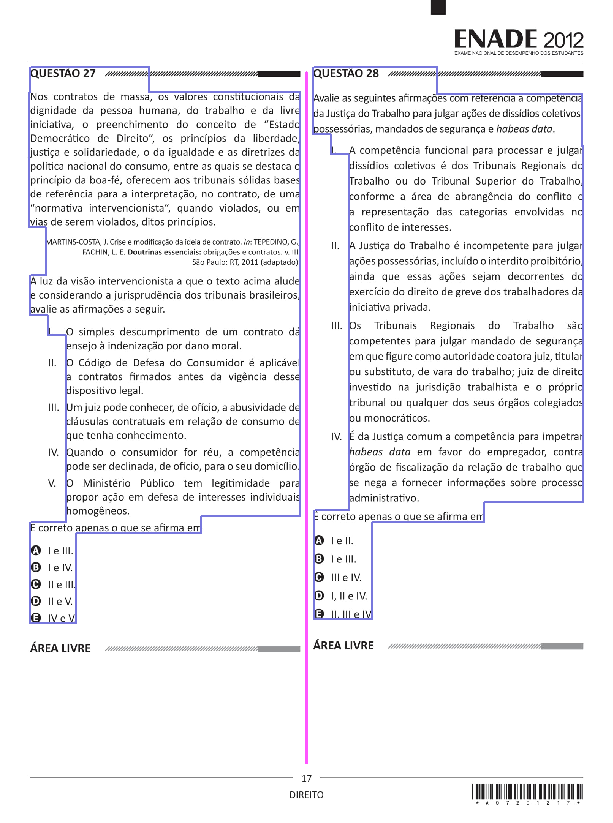 ENADE 2012
EXAME NACIONAL DE DESEMPENHO DOS ESTUDANTES
QUESTÃO 27
Nos contratos de massa, os valores constitucionais da
dignidade da pessoa humana, do trabalho e da livre
iniciativa, o preenchimento do conceito de “Estado
Democrático de Direito”, os princípios da liberdade,
justiça e solidariedade, o da igualdade e as diretrizes da
política nacional do consumo, entre as quais se destaca o
princípio da boa-fé, oferecem aos tribunais sólidas bases
de referência para a interpretação, no contrato, de uma
“normativa intervencionista”, quando violados, ou em
vias de serem violados, ditos princípios.
MARTINS-COSTA, J. Crise e modificação da ideia de contrato. In: TEPEDINO, G.,
FACHIN, L. E. Doutrinas essenciais: obrigações e contratos, v. III.
São Paulo: RT, 2011 (adaptado).
À luz da visão intervencionista a que o texto acima alude
e considerando a jurisprudência dos tribunais brasileiros,
avalie as afirmações a seguir.
I. O simples descumprimento de um contrato dá
ensejo à indenização por dano moral.
II. O Código de Defesa do Consumidor é aplicável
a contratos firmados antes da vigência desse
dispositivo legal.
III. Um juiz pode conhecer, de ofício, a abusividade de
cláusulas contratuais em relação de consumo de
que tenha conhecimento.
IV. Quando o consumidor for réu, a competência
pode ser declinada, de ofício, para o seu domicílio.
V. O Ministério Público tem legitimidade para
propor ação em defesa de interesses individuais
homogêneos.
É correto apenas o que se afirma em
A I e III.
B I e IV.
C II e III.
D II e V.
E IV e V.
ÁREA LIVRE
QUESTÃO 28
Avalie as seguintes afirmações com referência à competência
da Justiça do Trabalho para julgar ações de dissídios coletivos,
possessórias, mandados de segurança e habeas data.
I. A competência funcional para processar e julgar
dissídios coletivos é dos Tribunais Regionais do
Trabalho ou do Tribunal Superior do Trabalho,
conforme a área de abrangência do conflito e
a representação das categorias envolvidas no
conflito de interesses.
II. A Justiça do Trabalho é incompetente para julgar
ações possessórias, incluído o interdito proibitório,
ainda que essas ações sejam decorrentes do
exercício do direito de greve dos trabalhadores da
iniciativa privada.
III. Os Tribunais Regionais do Trabalho são
competentes para julgar mandado de segurança
em que figure como autoridade coatora juiz, titular
ou substituto, de vara do trabalho; juiz de direito
investido na jurisdição trabalhista e o próprio
tribunal ou qualquer dos seus órgãos colegiados
ou monocráticos.
IV. É da Justiça comum a competência para impetrar
habeas data em favor do empregador, contra
órgão de fiscalização da relação de trabalho que
se nega a fornecer informações sobre processo
administrativo.
É correto apenas o que se afirma em
A I e II.
B I e III.
C III e IV.
D I, II e IV.
E II, III e IV.
ÁREA LIVRE
17
DIREITO